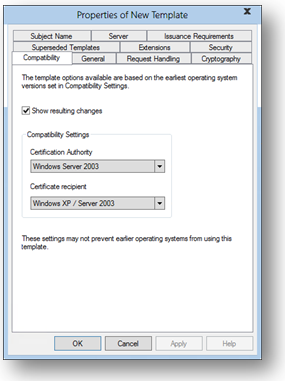 Properties of New Template
x
Subject Name Server Issuance Requirements
Superseded Templates Extensions Security
Compatibility General Request Handling Cryptography
The template options available are based on the earliest operating system
versions set in Compatibility Settings.
Show resulting changes
Compatibility Settings
Certification Authority
Windows Server 2003
Certificate recipient
Windows XP / Server 2003
These settings may not prevent earlier operating systems from using this
template.
OK Cancel Apply Help